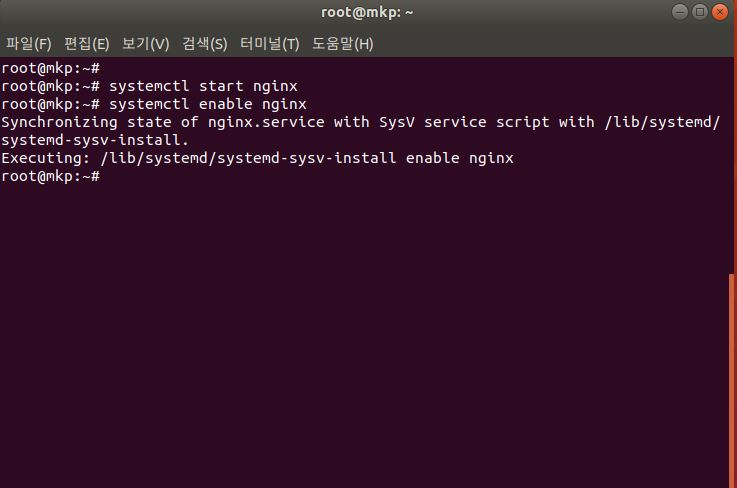 root@mkp: ~
파일(F) 편집(E) 보기(V) 검색(S) 터미널(T) 도움말(H)
root@mkp:~#
root@mkp:~# systemctl start nginx
root@mkp:~# systemctl enable nginx
Synchronizing state of nginx.service with SysV service script with /lib/systemd/
systemd-sysv-install.
Executing: /lib/systemd/systemd-sysv-install enable nginx
root@mkp:~#